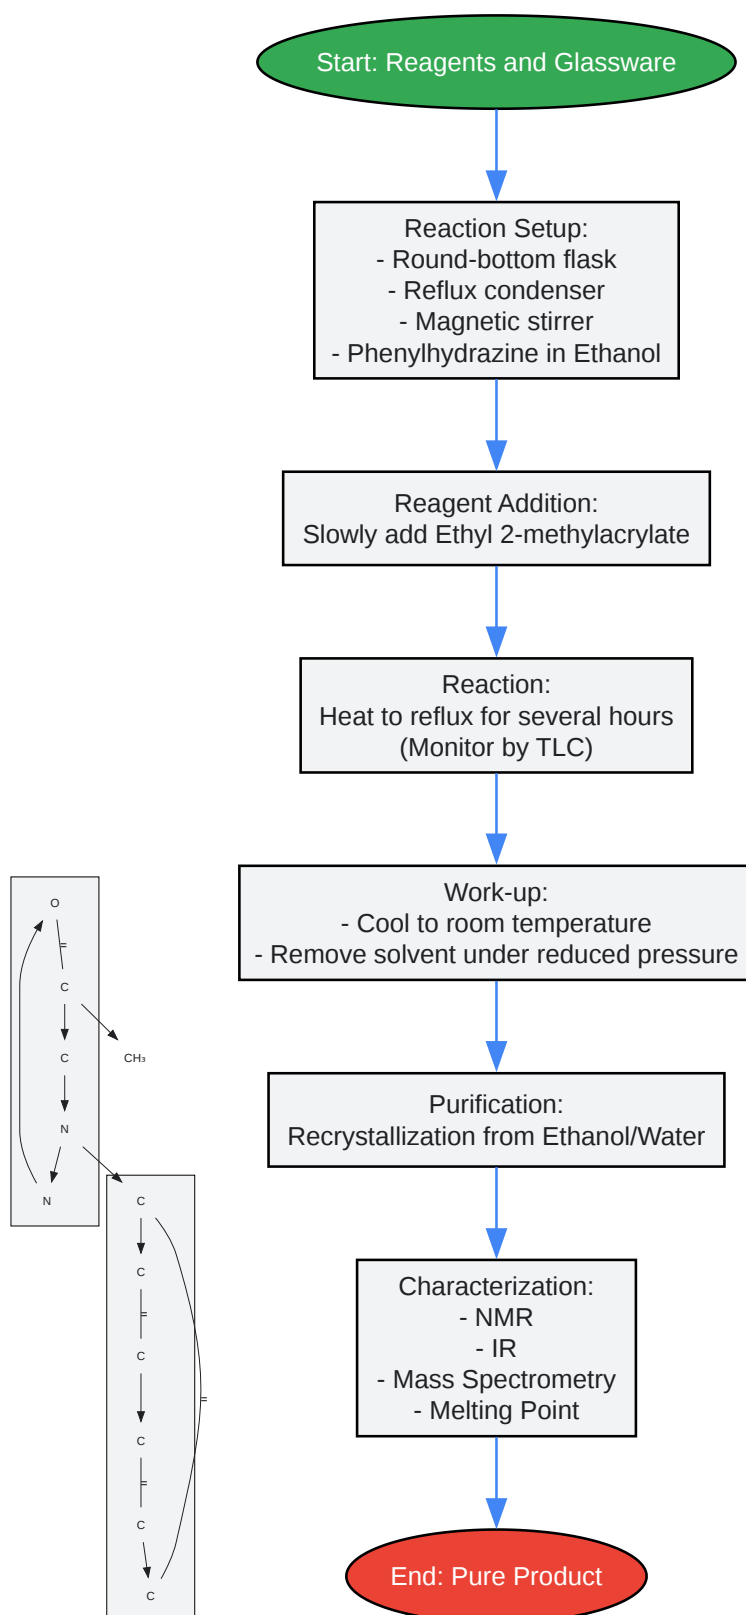 Start: Reagents and Glassware
Reaction Setup:
- Round-bottom flask
- Reflux condenser
- Magnetic stirrer
- Phenylhydrazine in Ethanol
Reagent Addition:
Slowly add Ethyl 2-methylacrylate
Reaction:
Heat to reflux for several hours
(Monitor by TLC)
Work-up:
- Cool to room temperature
- Remove solvent under reduced pressure
Purification:
Recrystallization from Ethanol/Water
Characterization:
- NMR
- IR
- Mass Spectrometry
- Melting Point
End: Pure Product
O
=
C
C
CH₃
N
N
C
C
=
C
C
=
=
C
C